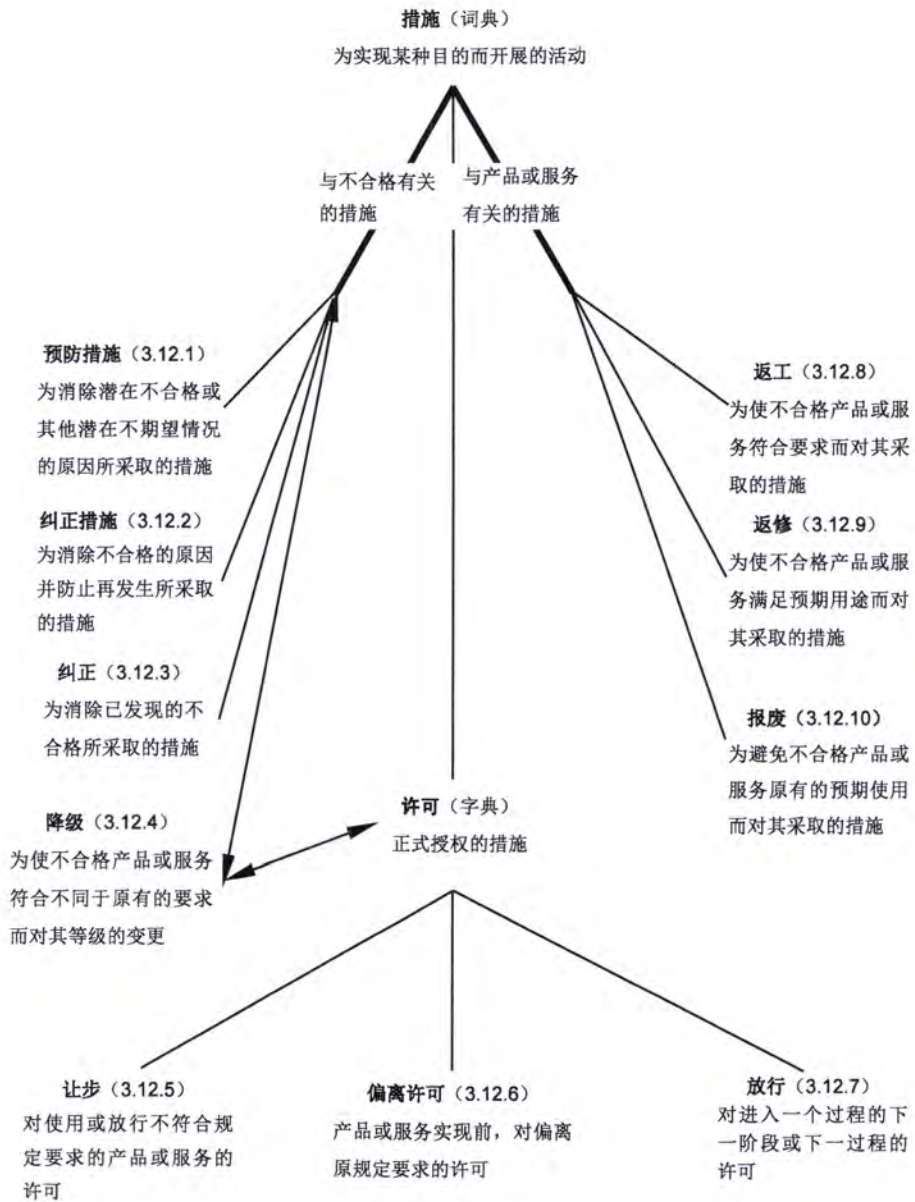 措施（词典）
为实现某种目的而开展的活动
与不合格有关
的措施
与产品或服务
有关的措施
预防措施（3.12.1）
为消除潜在不合格或
其他潜在不期望情况
的原因所采取的措施
纠正措施（3.12.2）
为消除不合格的原因
并防止再发生所采取
的措施
纠正（3.12.3）
为消除已发现的不
合格所采取的措施
降级（3.12.4）
为使不合格产品或服务
符合不同于原有的要求
而对其等级的变更
返工（3.12.8）
为使不合格产品或服
务符合要求而对其采
取的措施
返修（3.12.9）
为使不合格产品或服
务满足预期用途而对
其采取的措施
报废（3.12.10）
为避免不合格产品或
服务原有的预期使用
而对其采取的措施
许可（字典）
正式授权的措施
让步（3.12.5）
对使用或放行不符合规
定要求的产品或服务的
许可
偏离许可（3.12.6）
产品或服务实现前，对偏离
原规定要求的许可
放行（3.12.7）
对进入一个过程的下
一阶段或下一过程的
许可